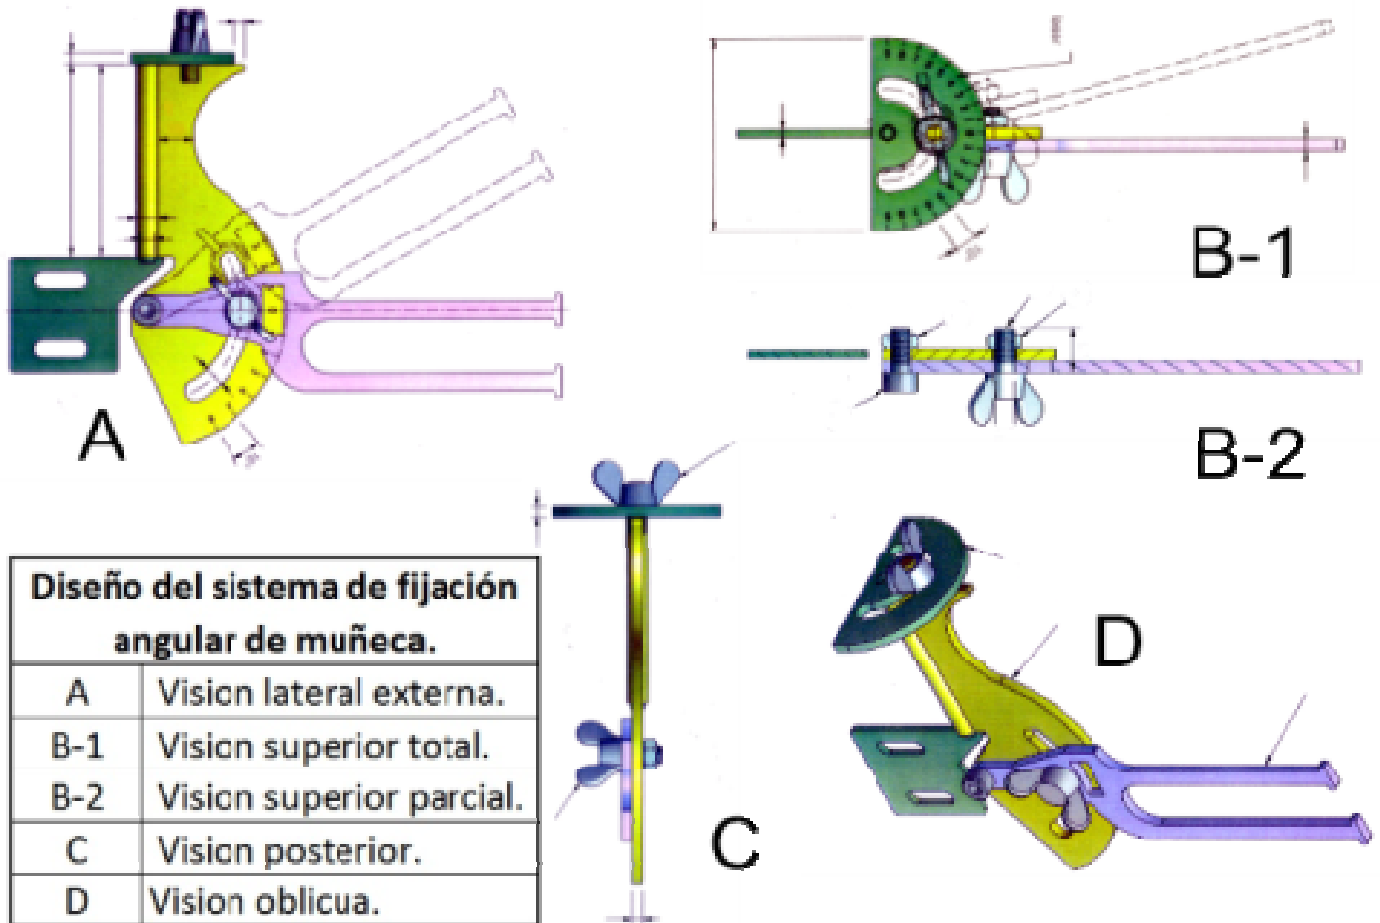 B-1
A
B-2
D
Diseño del sistema de fijación
angular de muñeca.
A Vision lateral externa.
B-1 Vision superior total.
B-2 Vision superior parcial.
C Vision posterior.
D Vision oblicua.
C